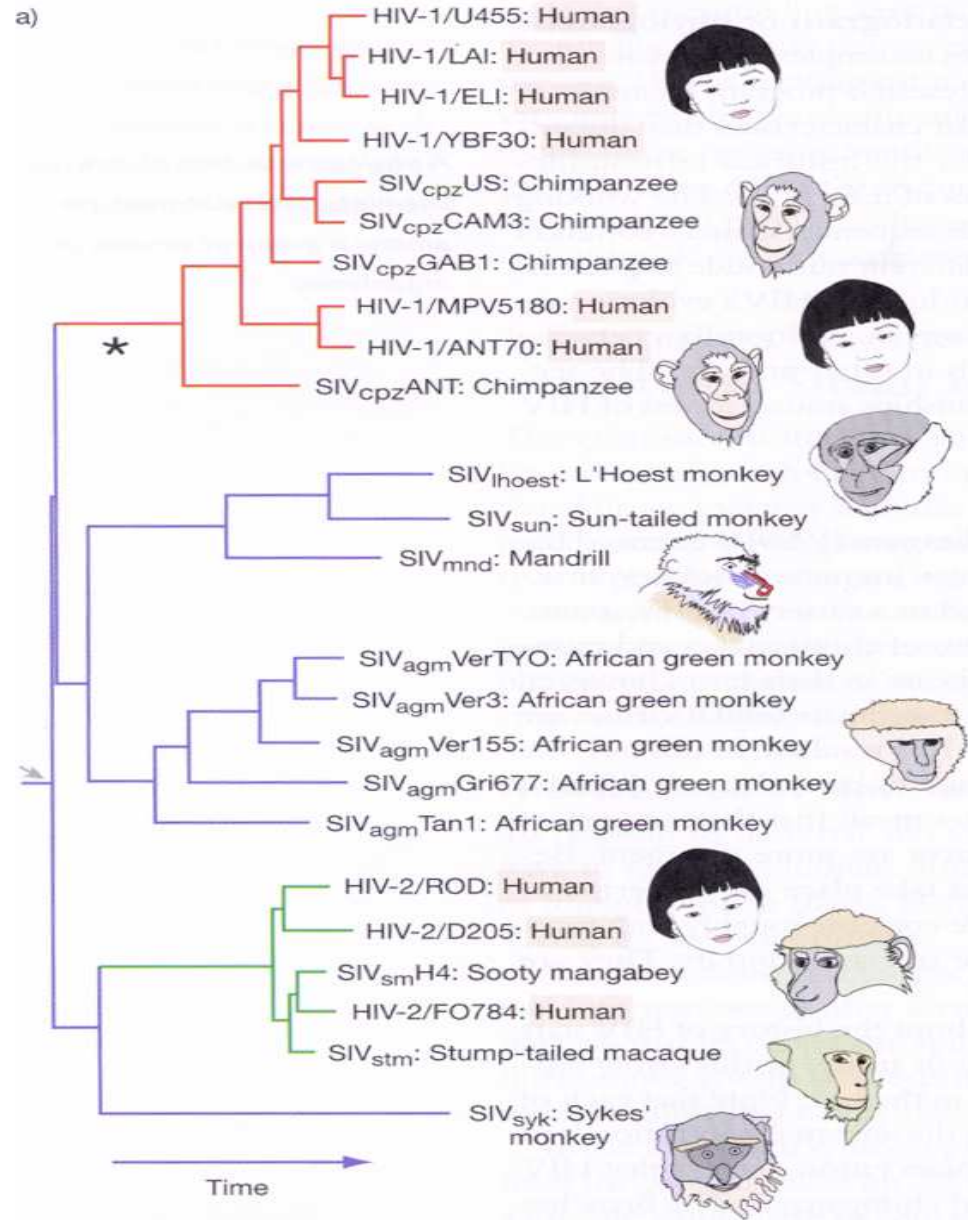 a)
HIV-1/U455: Human
HIV-1/LAI: Human
HIV-1/ELI: Human
HIV-1/YBF30: Human
SIVcpzUS: Chimpanzee
SIVcpzCAM3: Chimpanzee
SIVcpzGAB1: Chimpanzee
HIV-1/MPV5180: Human
HIV-1/ANT70: Human
*
SIVcpzANT: Chimpanzee
SIVlhoest: L'Hoest monkey
SIVsun: Sun-tailed monkey
SIVmnd: Mandrill
SIVagmVerTYO: African green monkey
SIVagmVer3: African green monkey
SIVagmVer155: African green monkey
SIVagmGri677: African green monkey
SIVagmTan1: African green monkey
HIV-2/ROD: Human
HIV-2/D205: Human
SIVsmH4: Sooty mangabey
HIV-2/FO784: Human
SIVstm: Stump-tailed macaque
SIVsyk: Sykes'
monkey
Time